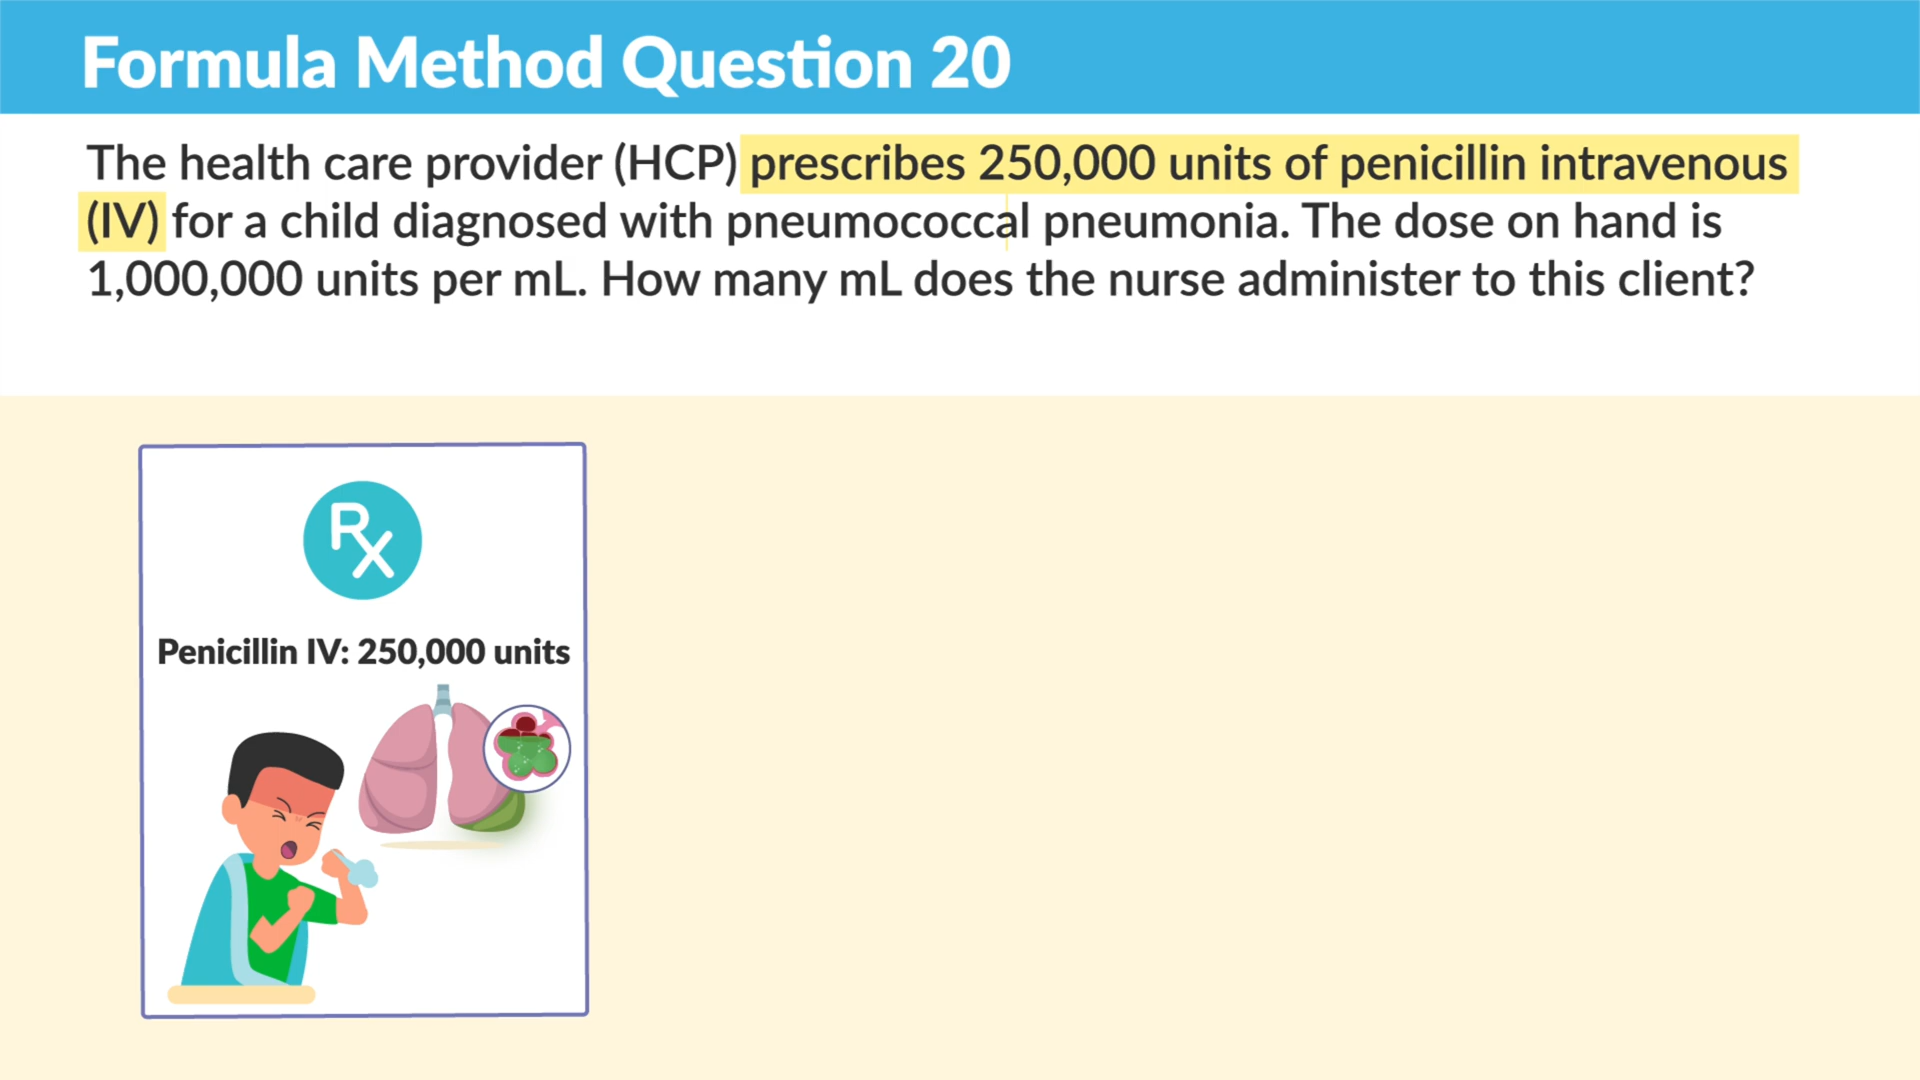 Formula Method Question 20
The health care provider (HCP) prescribes 250,000 units of penicillin intravenous
(IV) for a child diagnosed with pneumococcal pneumonia. The dose on hand is
1,000,000 units per mL. How many mL does the nurse administer to this client?
Rx
Penicillin IV: 250,000 units